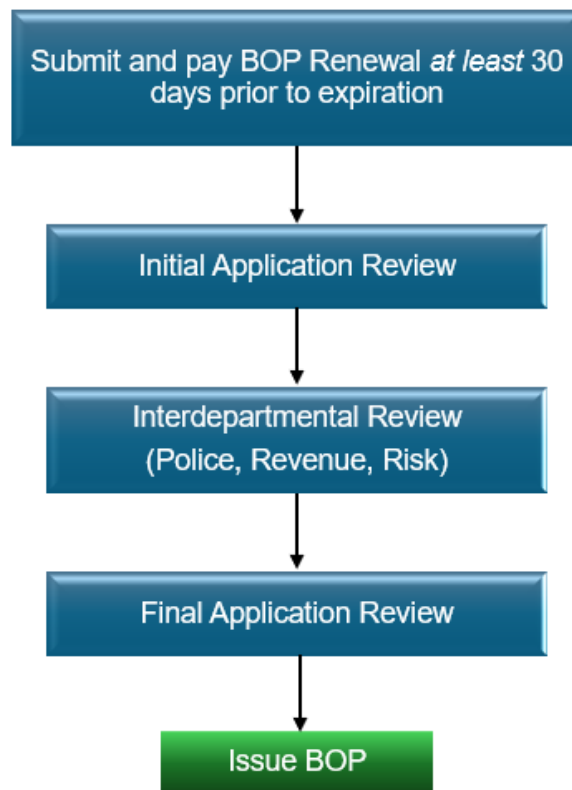 Submit and pay BOP Renewal at least 30
days prior to expiration
Initial Application Review
Interdepartmental Review
(Police, Revenue, Risk)
Final Application Review
Issue BOP